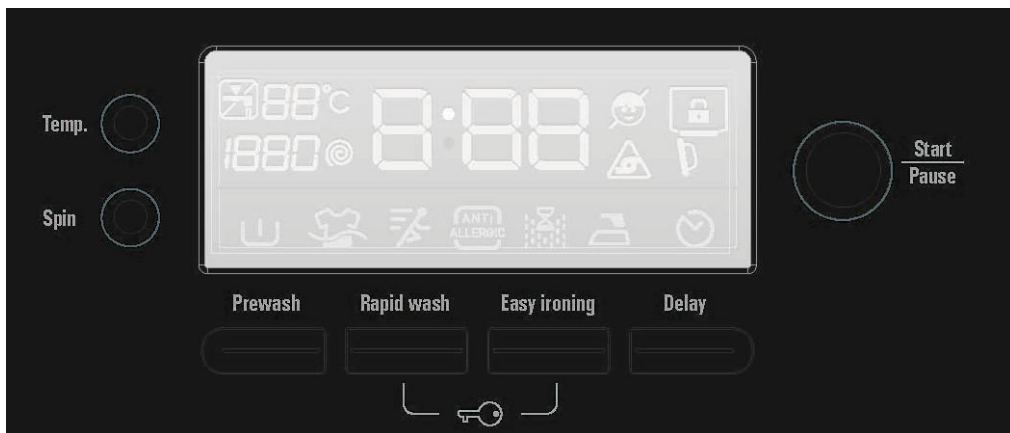 88°C
8:88
Temp.
1880
Start
Pause
Spin
ANTI
ALLERGIC
Prewash
Rapid wash
Easy ironing
Delay